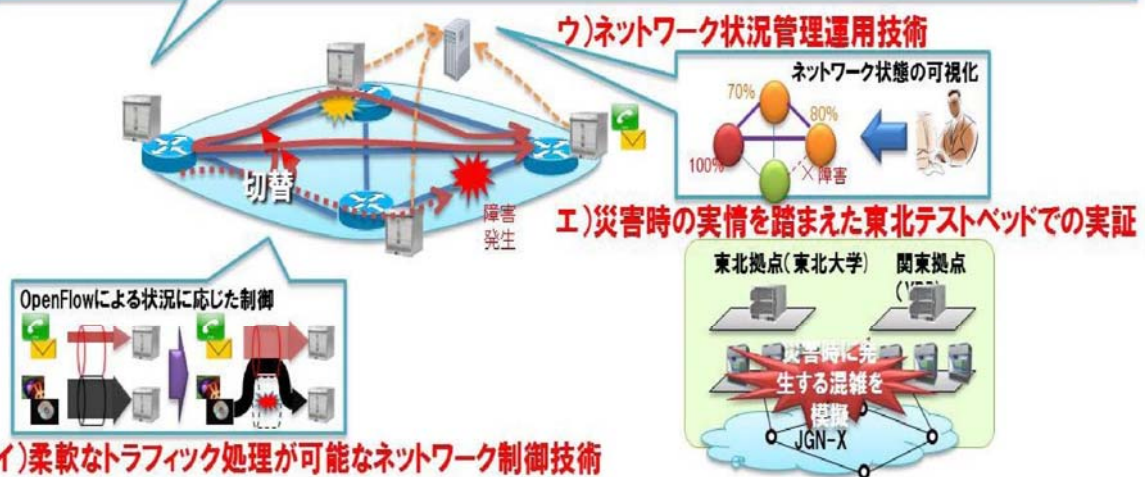 ウ)ネットワーク状況管理運用技術
ネットワーク状態の可視化
70%
80%
100%
障害
切替
障害
発生
エ)災害時の実情を踏まえた東北テストベッドでの実証
東北拠点(東北大学)
関東拠点
災害時に発
生する混雑を
模擬
JGN-X
OpenFlowによる状況に応じた制御
イ)柔軟なトラフィック処理が可能なネットワーク制御技術